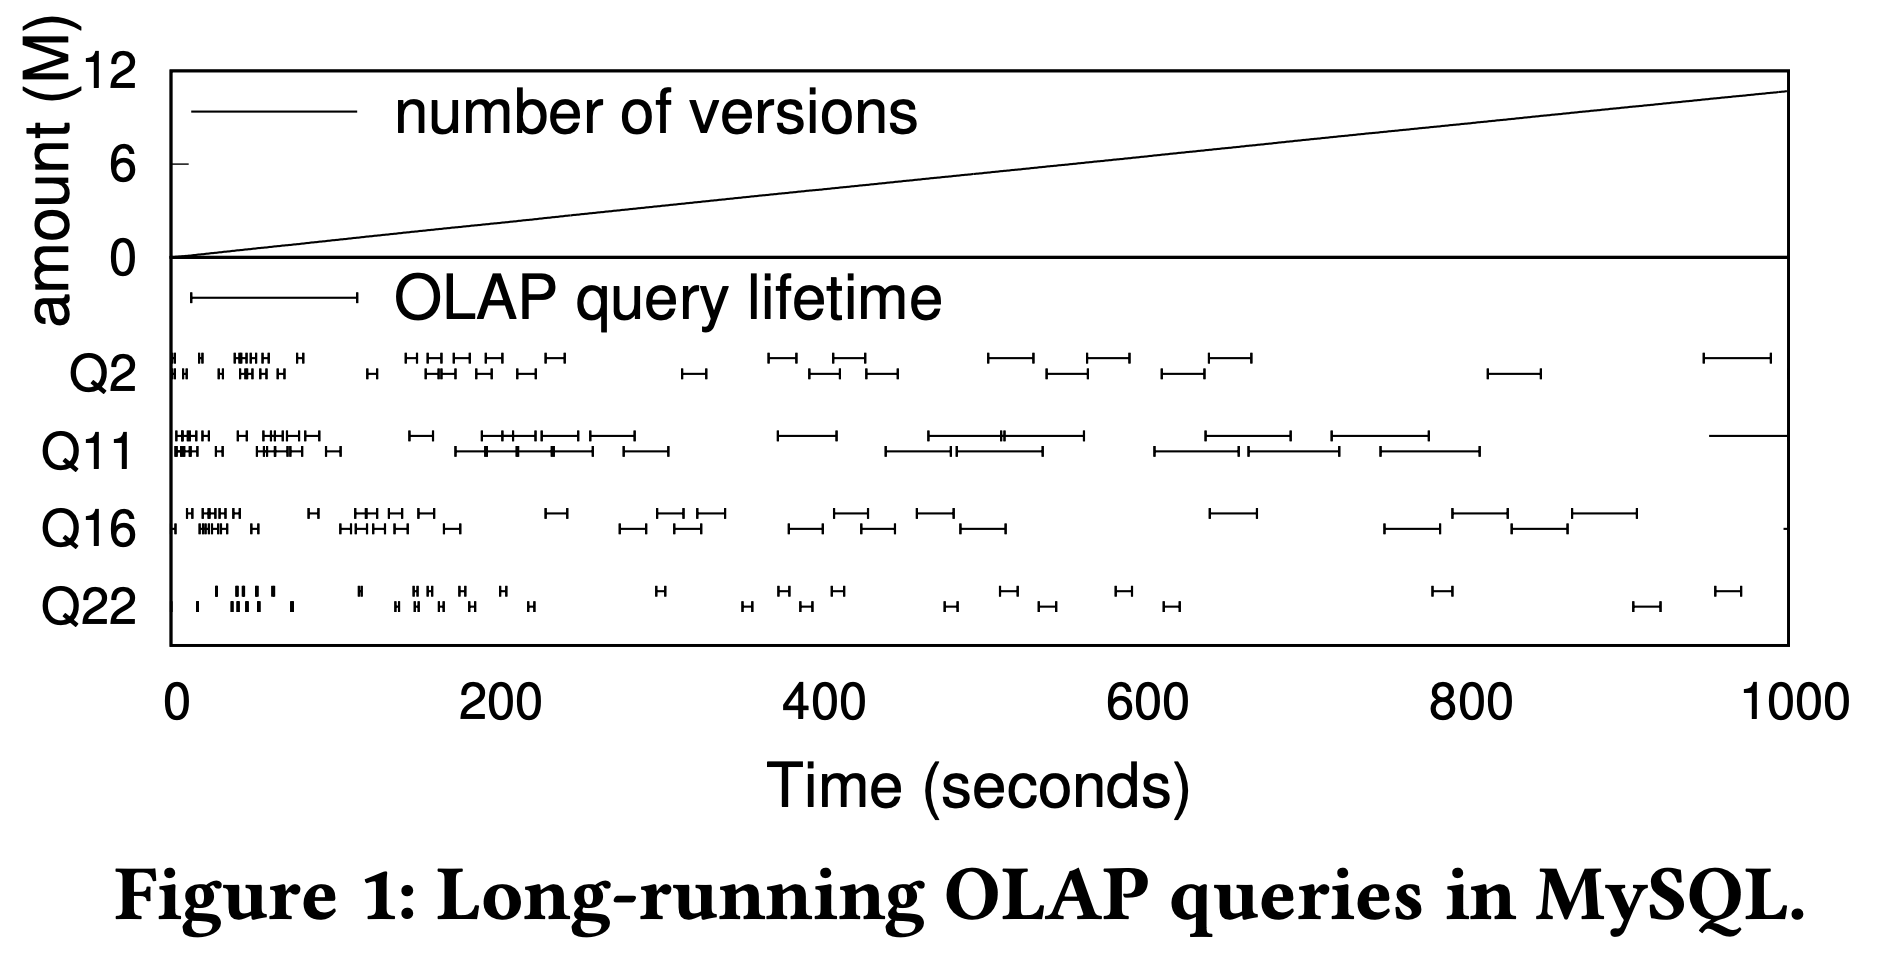 amount (M)
12
6
0
number of versions
OLAP query lifetime
Q2
Q11
Q16
Q22
0 200 400 600 800 1000
Time (seconds)
Figure 1: Long-running OLAP queries in MySQL.